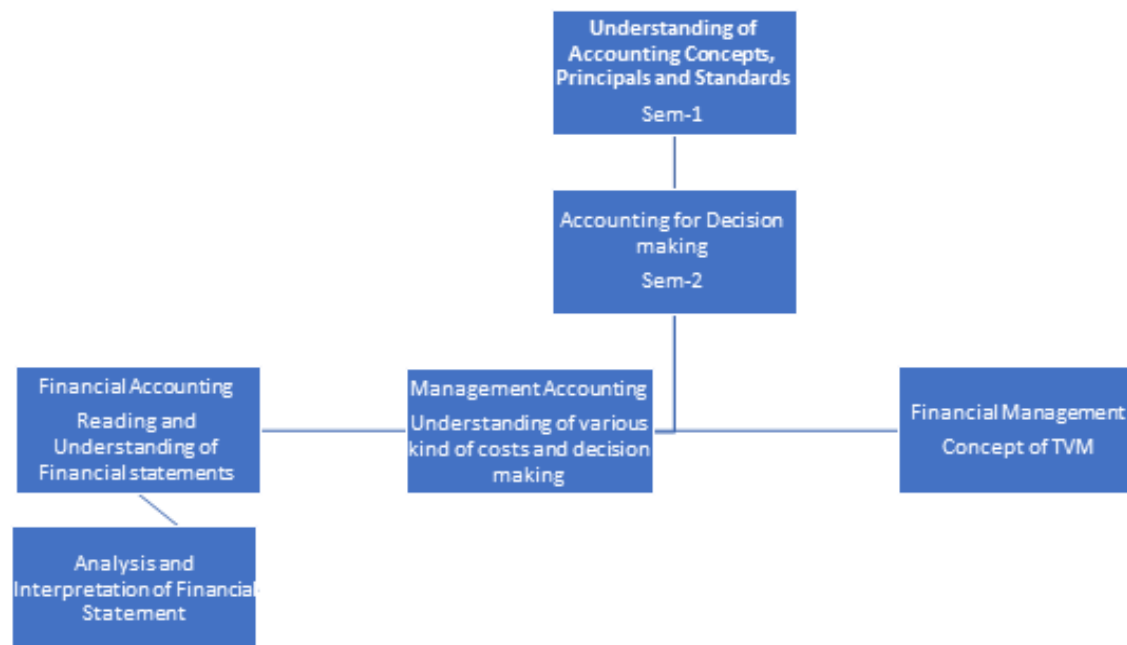 Understanding of
Accounting Concepts,
Principals and Standards
Sem-1
Accounting for Decision
making
Sem-2
Financial Accounting
Reading and
Understanding of
Financial statements
Management Accounting
Understanding of various
kind of costs and decision
making
Financial Management
Concept of TVM
Analysis and
Interpretation of Financial
Statement